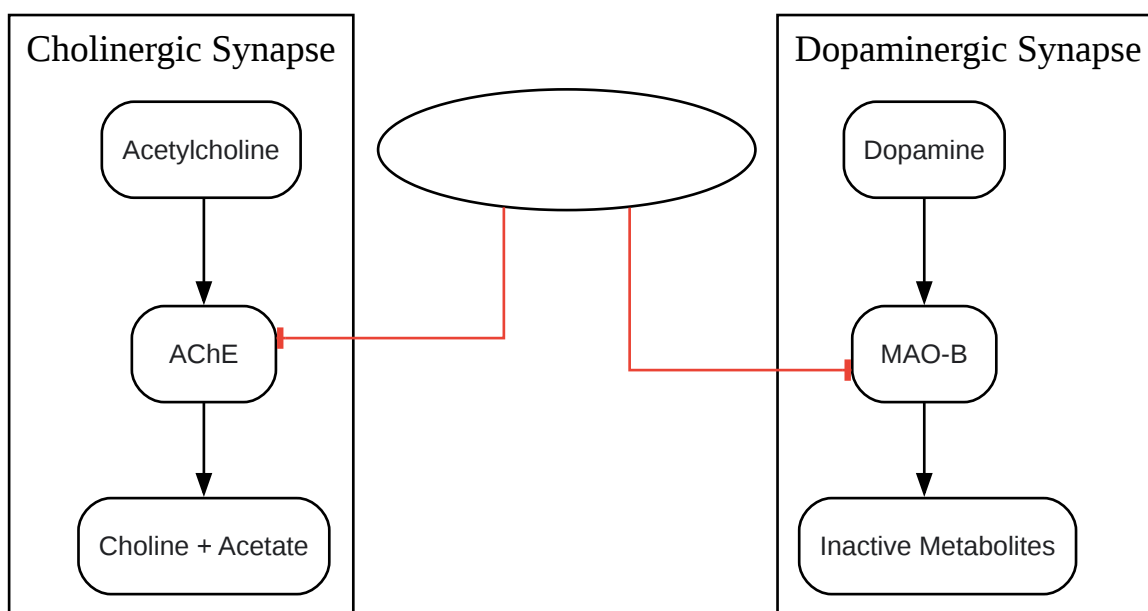 Cholinergic Synapse
Acetylcholine
AChE
Choline + Acetate
Dopaminergic Synapse
Dopamine
MAO-B
Inactive Metabolites